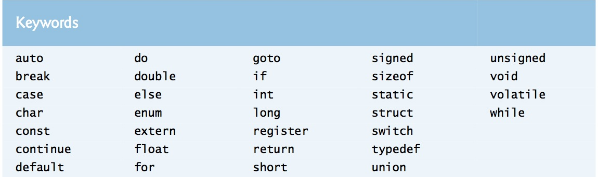 Keywords
auto do goto signed unsigned
break double if sizeof void
case else int static volatile
char enum long struct while
const extern register switch
continue float return typedef
default for short union